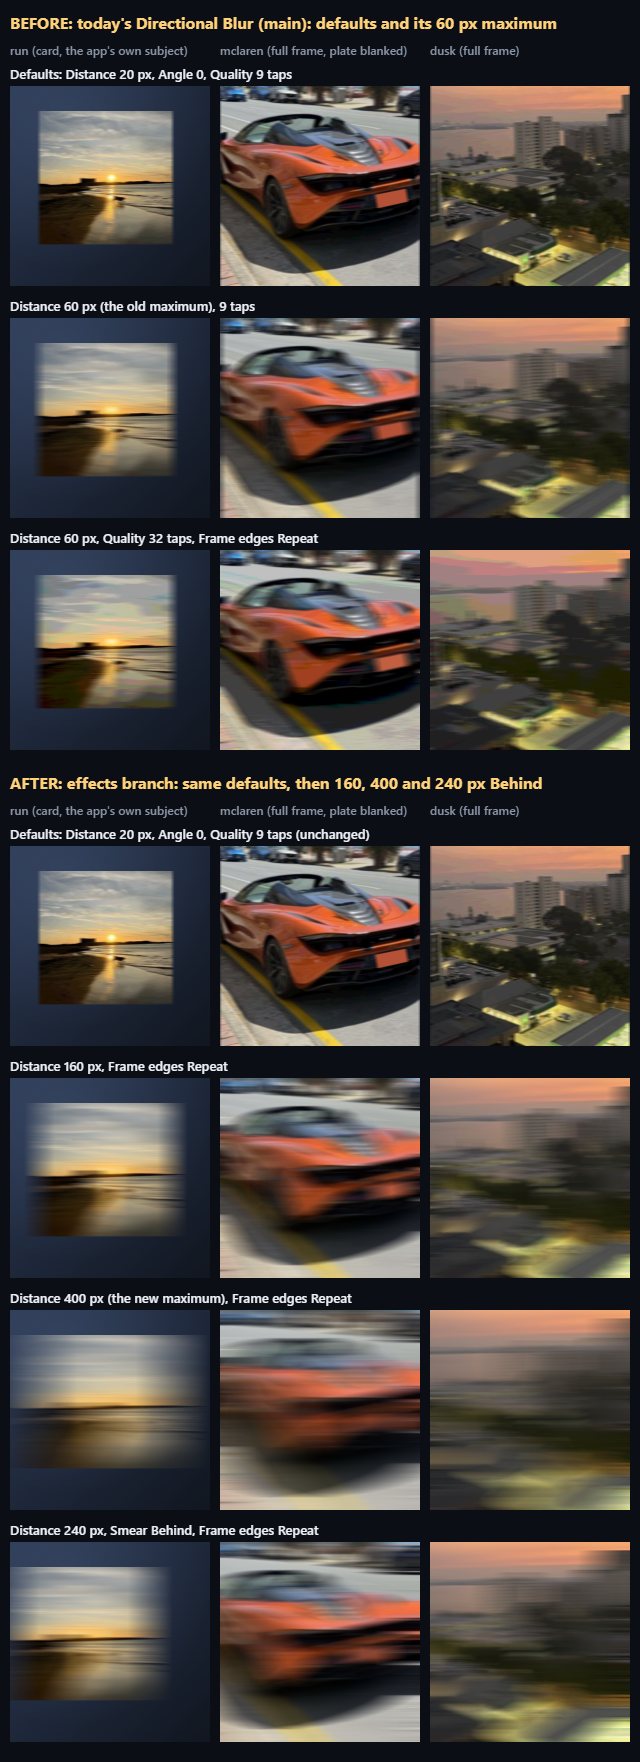 BEFORE: today's Directional Blur (main): defaults and its 60 px maximum
run (card, the app's own subject) mclaren (full frame, plate blanked) dusk (full frame)
Defaults: Distance 20 px, Angle 0, Quality 9 taps
Distance 60 px (the old maximum), 9 taps
Distance 60 px, Quality 32 taps, Frame edges Repeat
AFTER: effects branch: same defaults, then 160, 400 and 240 px Behind
run (card, the app's own subject) mclaren (full frame, plate blanked) dusk (full frame)
Defaults: Distance 20 px, Angle 0, Quality 9 taps (unchanged)
Distance 160 px, Frame edges Repeat
Distance 400 px (the new maximum), Frame edges Repeat
Distance 240 px, Smear Behind, Frame edges Repeat